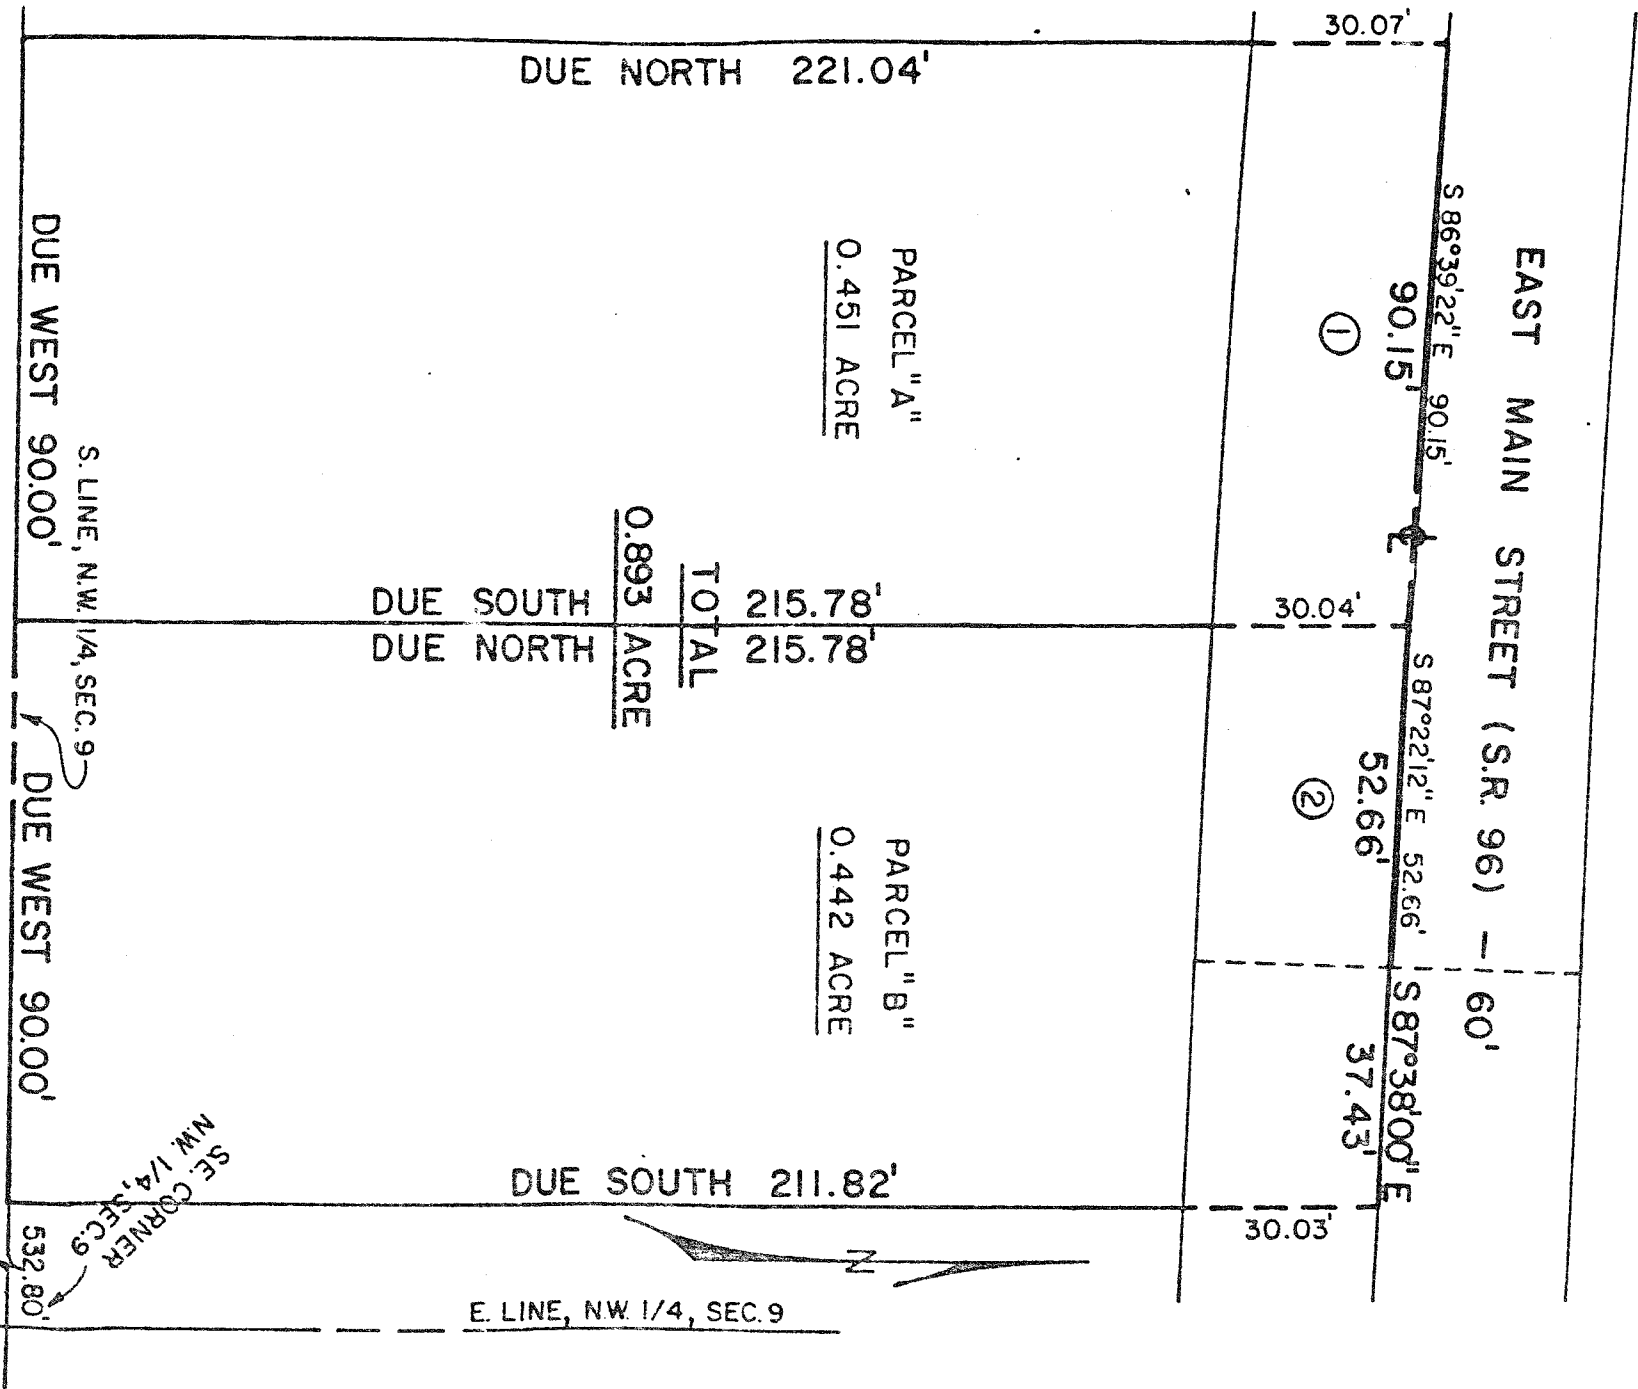 30.07'
DUE NORTH 221.04'
EAST MAIN STREET (S.R. 96) — 60'
S 86°39'22" E 90.15'
90.15'
1
PARCEL "A"
0.451 ACRE
DUE WEST 90.00'
S. LINE, N.W. 1/4, SEC. 9
TOTAL
0.893 ACRE
DUE SOUTH 215.78'
DUE NORTH 215.78'
30.04'
S 87°22'12" E 52.66'
52.66'
2
S 87°38'00" E
37.43'
PARCEL "B"
0.442 ACRE
DUE WEST 90.00'
DUE SOUTH 211.82'
30.03'
S.E. CORNER
N.W. 1/4, SEC.9
532.80'
N
E. LINE, N.W. 1/4, SEC. 9